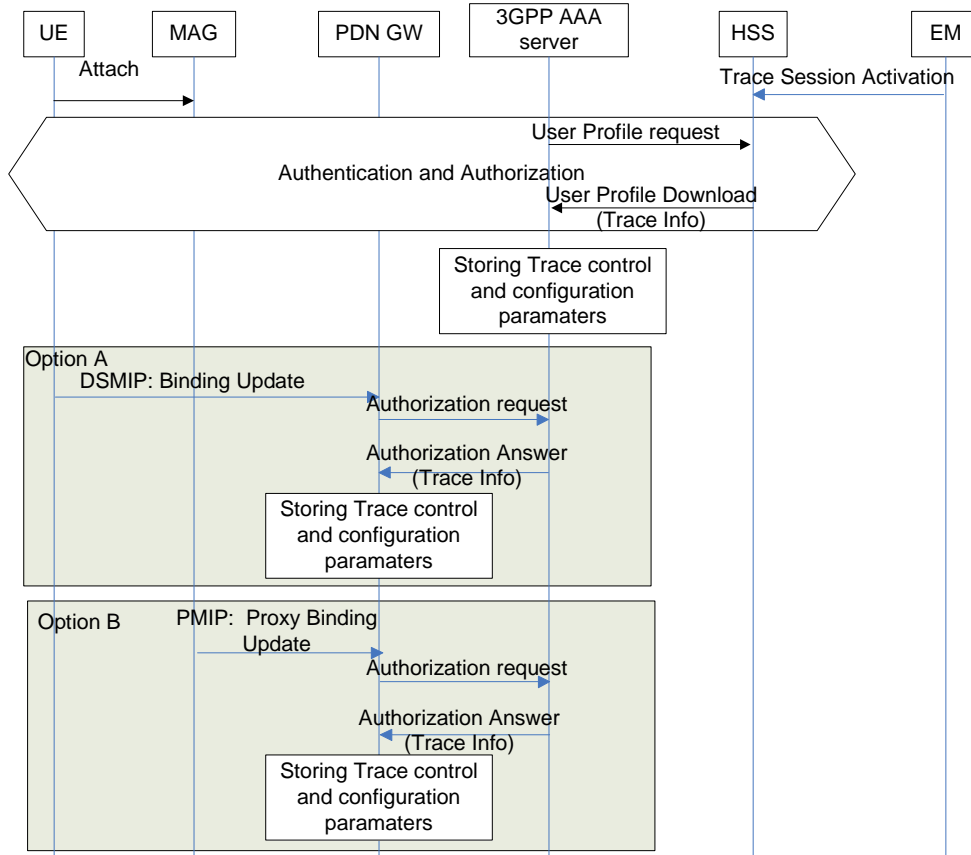 UE
MAG
PDN GW
3GPP AAA
server
HSS
EM
Attach
Trace Session Activation
User Profile request
Authentication and Authorization
User Profile Download
(Trace Info)
Storing Trace control
and configuration
paramaters
Option A
DSMIP: Binding Update
Authorization request
Authorization Answer
(Trace Info)
Storing Trace control
and configuration
paramaters
Option B
PMIP: Proxy Binding
Update
Authorization request
Authorization Answer
(Trace Info)
Storing Trace control
and configuration
paramaters